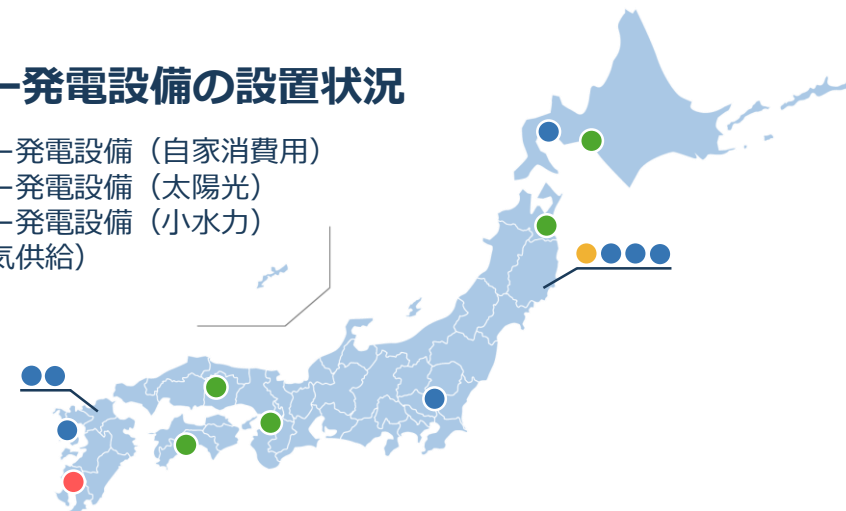 ー発電設備の設置状況
ー発電設備（自家消費用）
ー発電設備（太陽光）
ー発電設備（小水力）
気供給）